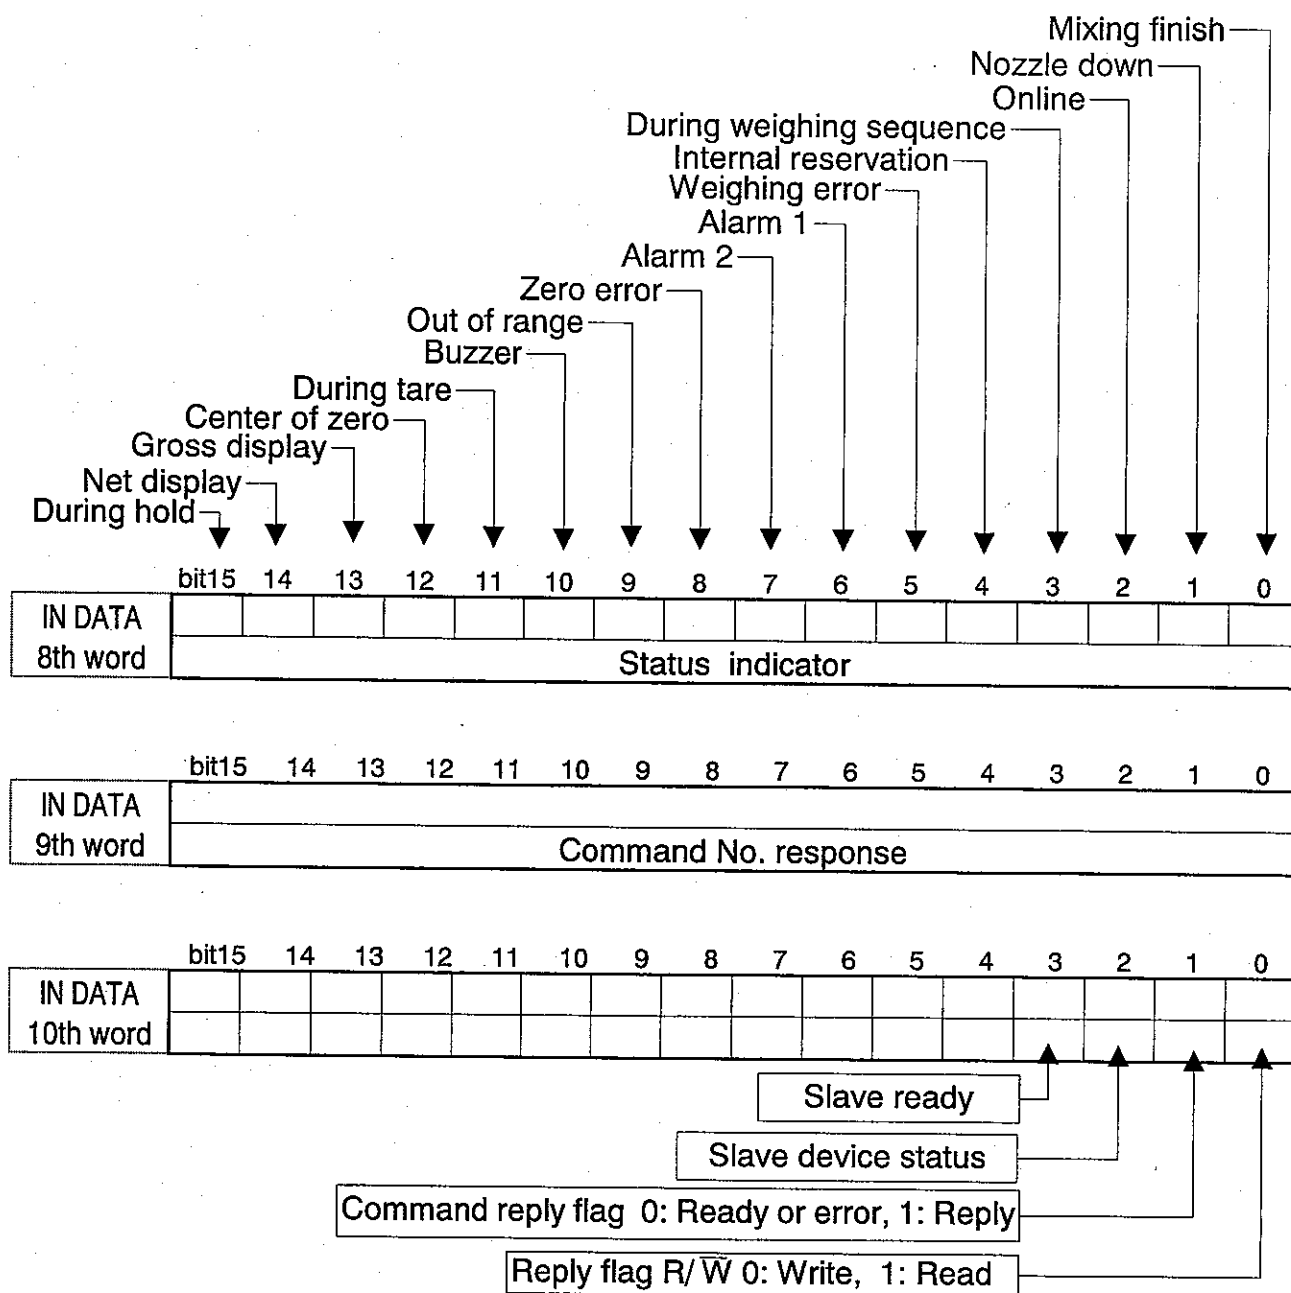 Mixing finish
Nozzle down
Online
During weighing sequence
Internal reservation
Weighing error
Alarm 1
Alarm 2
Zero error
Out of range
Buzzer
During tare
Center of zero
Gross display
Net display
During hold
bit15 14 13 12 11 10 9 8 7 6 5 4 3 2 1 0
IN DATA
8th word
Status indicator
bit15 14 13 12 11 10 9 8 7 6 5 4 3 2 1 0
IN DATA
9th word
Command No. response
bit15 14 13 12 11 10 9 8 7 6 5 4 3 2 1 0
IN DATA
10th word
Slave ready
Slave device status
Command reply flag 0: Ready or error, 1: Reply
Reply flag R/W̅ 0: Write, 1: Read